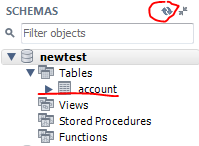 SCHEMAS
Filter objects
newtest
Tables
account
Views
Stored Procedures
Functions